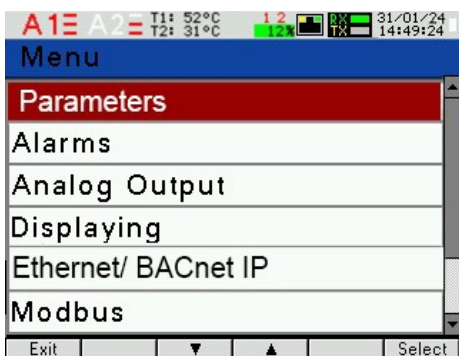 A1 A2 T1: 52°C 1 2 RX 31/01/24
T2: 31°C 12% TX 14:49:24
Menu
Parameters
Alarms
Analog Output
Displaying
Ethernet/ BACnet IP
Modbus
Exit ▼ ▲ Select